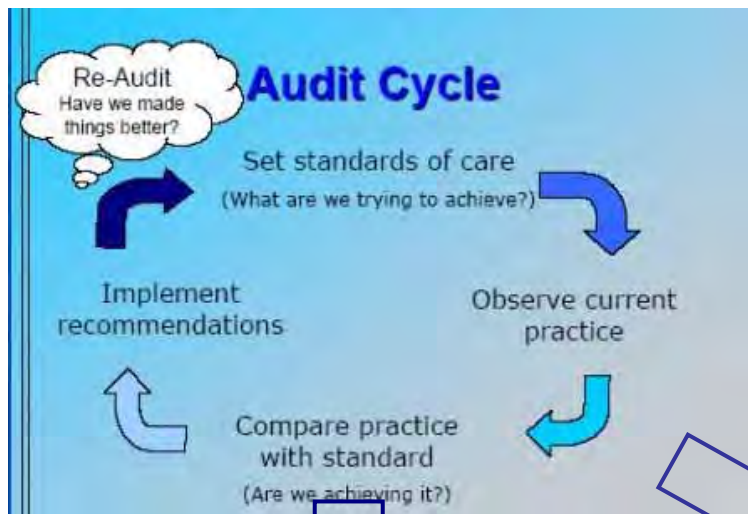 Re-Audit
Have we made
things better?
Audit Cycle
Set standards of care
(What are we trying to achieve?)
Observe current
practice
Compare practice
with standard
(Are we achieving it?)
Implement
recommendations